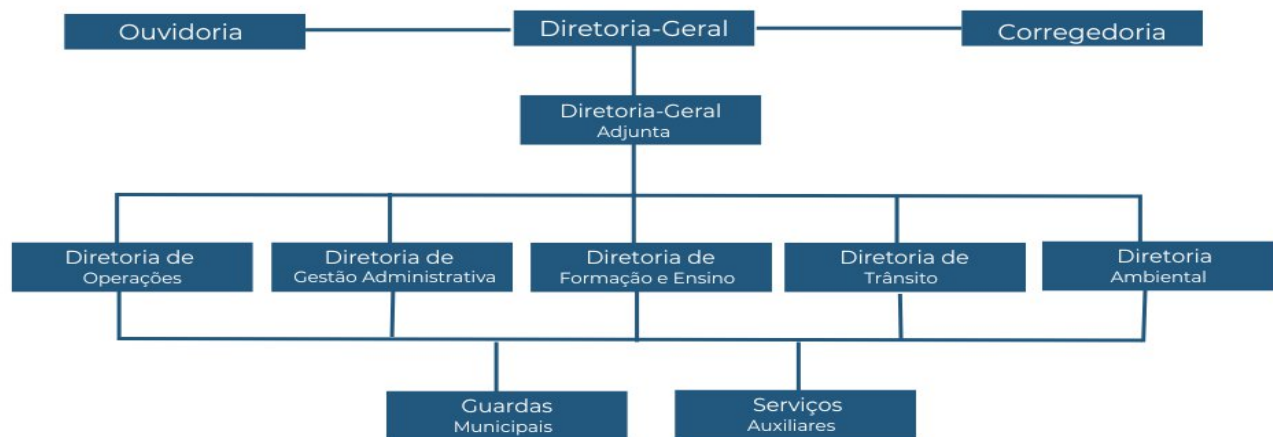 Ouvidoria
Diretoria-Geral
Corregedoria
Diretoria-Geral
Adjunta
Diretoria de
Operações
Diretoria de
Gestão Administrativa
Diretoria de
Formação e Ensino
Diretoria de
Trânsito
Diretoria
Ambiental
Guardas
Municipais
Serviços
Auxiliares